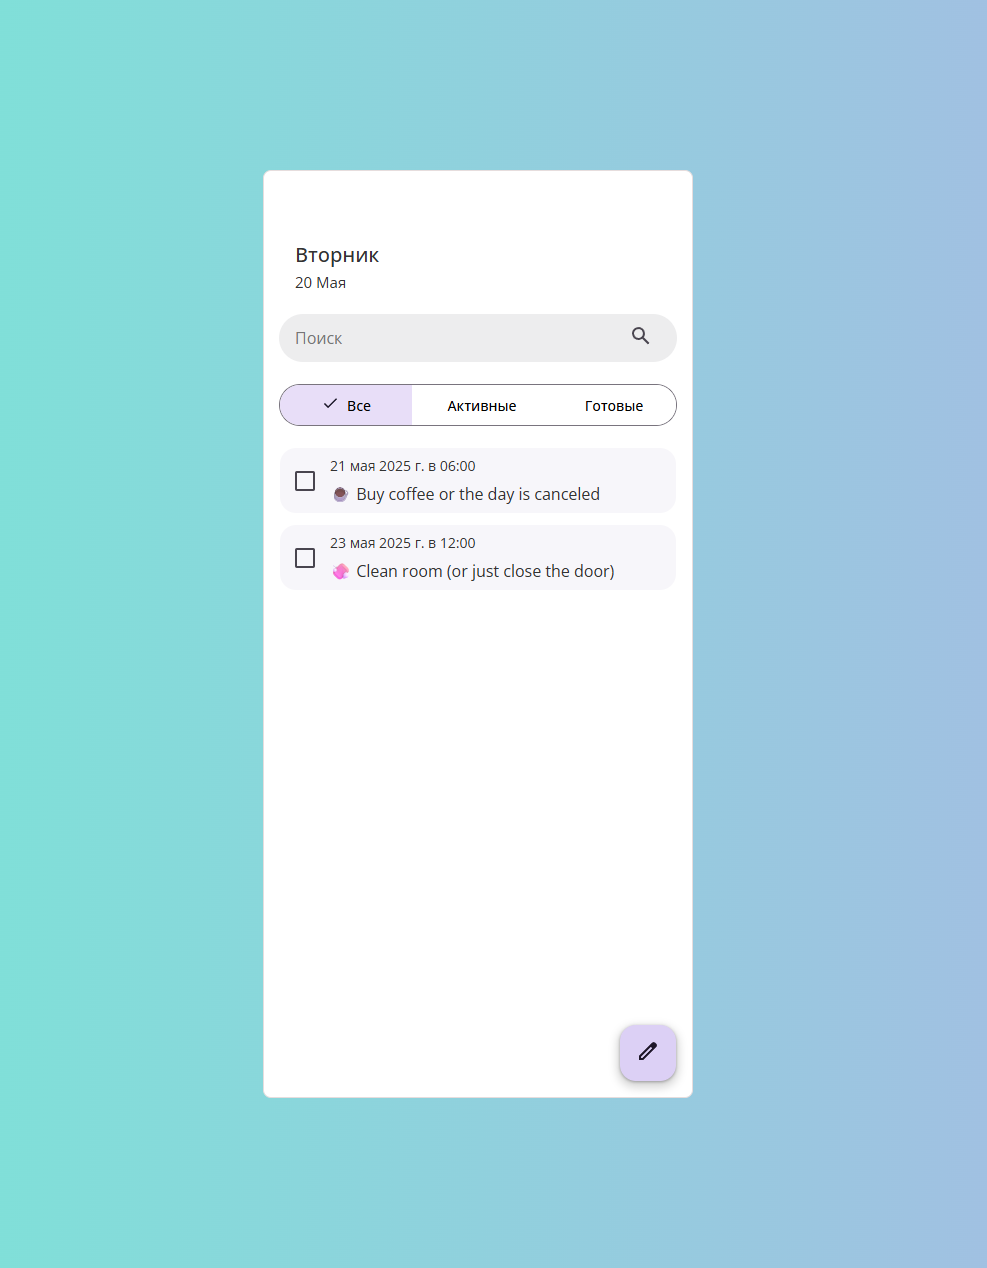 Вторник
20 Мая
Поиск
Все Активные Готовые
21 мая 2025 г. в 06:00
Buy coffee or the day is canceled
23 мая 2025 г. в 12:00
Clean room (or just close the door)